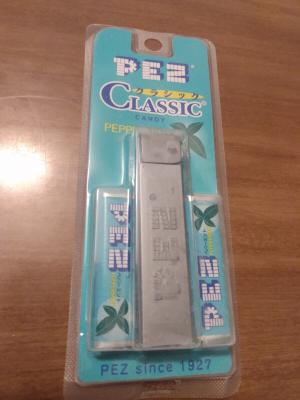 PEZ
クラシック
CLASSIC®
CANDY
PEPP
PEZ
PEZ
PEZ
PEZ since 1927